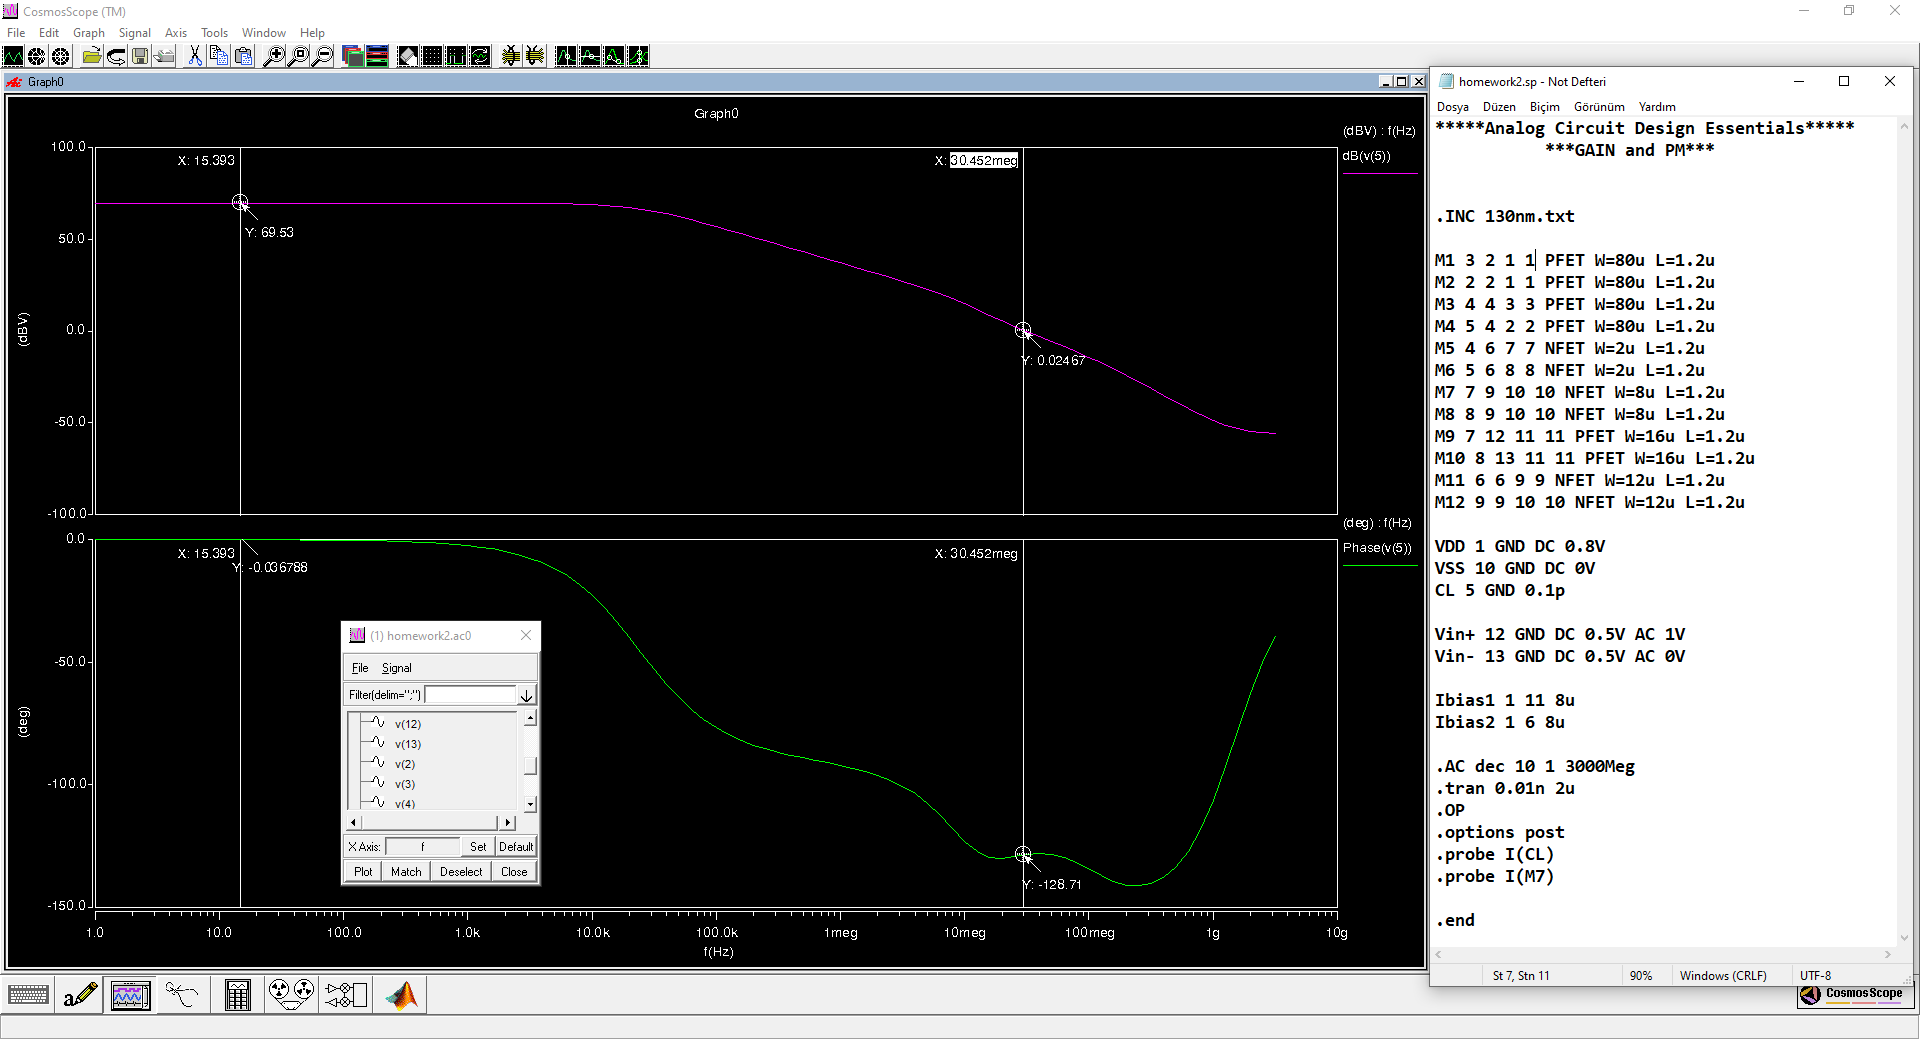 CosmosScope (TM)
File Edit Graph Signal Axis Tools Window Help
Graph0
Graph0
(dBV) : f(Hz)
dB(v(5))
100.0
50.0
0.0
-50.0
-100.0
(dBV)
X: 15.393
Y: 69.53
X: 30.452meg
Y: 0.02467
(deg) : f(Hz)
Phase(v(5))
0.0
-50.0
-100.0
-150.0
(deg)
X: 15.393
Y: -0.036788
X: 30.452meg
Y: -128.71
1.0 10.0 100.0 1.0k 10.0k 100.0k 1meg 10meg 100meg 1g 10g
f(Hz)
(1) homework2.ac0
File Signal
Filter(delim=";")
v(12)
v(13)
v(2)
v(3)
v(4)
X Axis: f Set Default
Plot Match Deselect Close
homework2.sp - Not Defteri
Dosya Düzen Biçim Görünüm Yardım
*****Analog Circuit Design Essentials*****
***GAIN and PM***
.INC 130nm.txt
M1 3 2 1 1 PFET W=80u L=1.2u
M2 2 2 1 1 PFET W=80u L=1.2u
M3 4 4 3 3 PFET W=80u L=1.2u
M4 5 4 2 2 PFET W=80u L=1.2u
M5 4 6 7 7 NFET W=2u L=1.2u
M6 5 6 8 8 NFET W=2u L=1.2u
M7 7 9 10 10 NFET W=8u L=1.2u
M8 8 9 10 10 NFET W=8u L=1.2u
M9 7 12 11 11 PFET W=16u L=1.2u
M10 8 13 11 11 PFET W=16u L=1.2u
M11 6 6 9 9 NFET W=12u L=1.2u
M12 9 9 10 10 NFET W=12u L=1.2u
VDD 1 GND DC 0.8V
VSS 10 GND DC 0V
CL 5 GND 0.1p
Vin+ 12 GND DC 0.5V AC 1V
Vin- 13 GND DC 0.5V AC 0V
Ibias1 1 11 8u
Ibias2 1 6 8u
.AC dec 10 1 3000Meg
.tran 0.01n 2u
.OP
.options post
.probe I(CL)
.probe I(M7)
.end
St 7, Stn 11 90% Windows (CRLF) UTF-8
a
CosmosScope